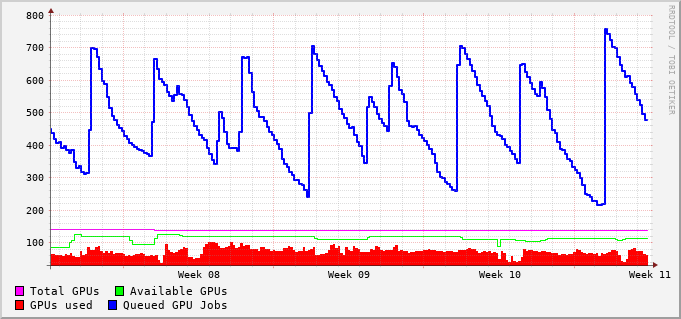 800
700
600
500
400
300
200
100
Week 08 Week 09 Week 10 Week 11
Total GPUs Available GPUs
GPUs used Queued GPU Jobs
RRDTOOL / TOBI OETIKER